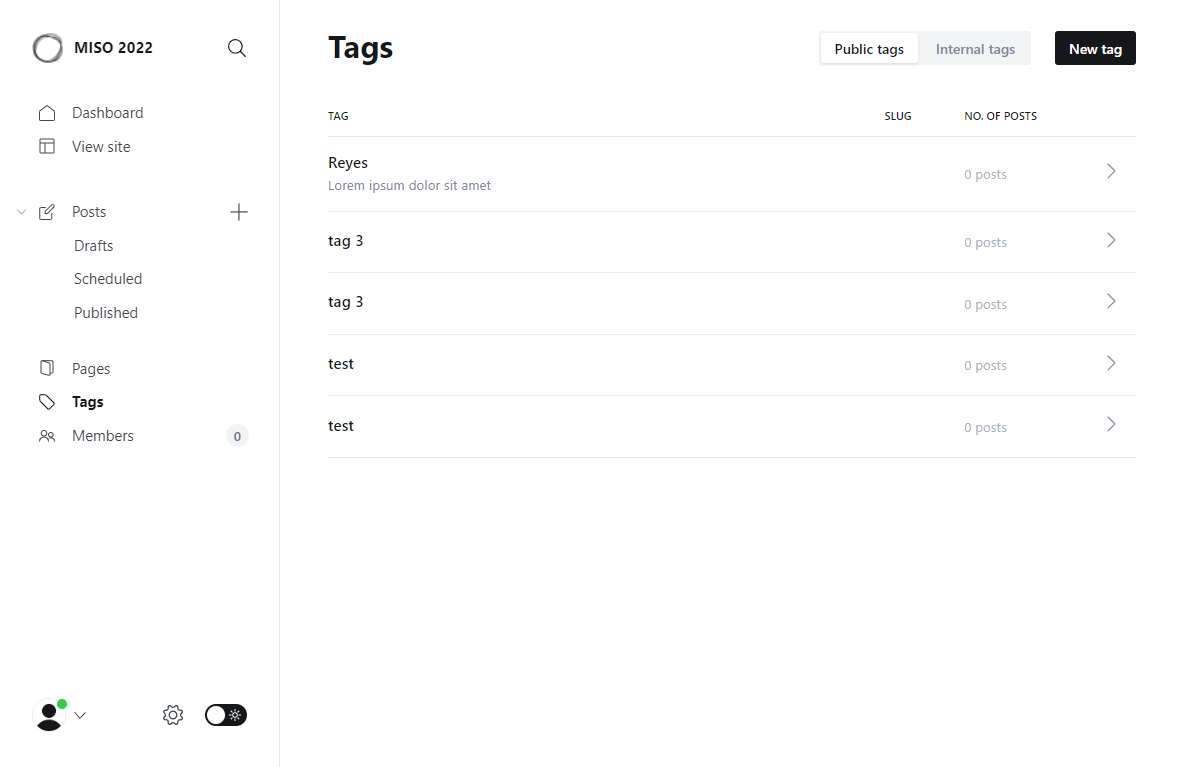 MISO 2022
Dashboard
View site
Posts
Drafts
Scheduled
Published
Pages
Tags
Members 0
Tags
Public tags Internal tags New tag
TAG SLUG NO. OF POSTS
Reyes
Lorem ipsum dolor sit amet
0 posts
tag 3 0 posts
tag 3 0 posts
test 0 posts
test 0 posts